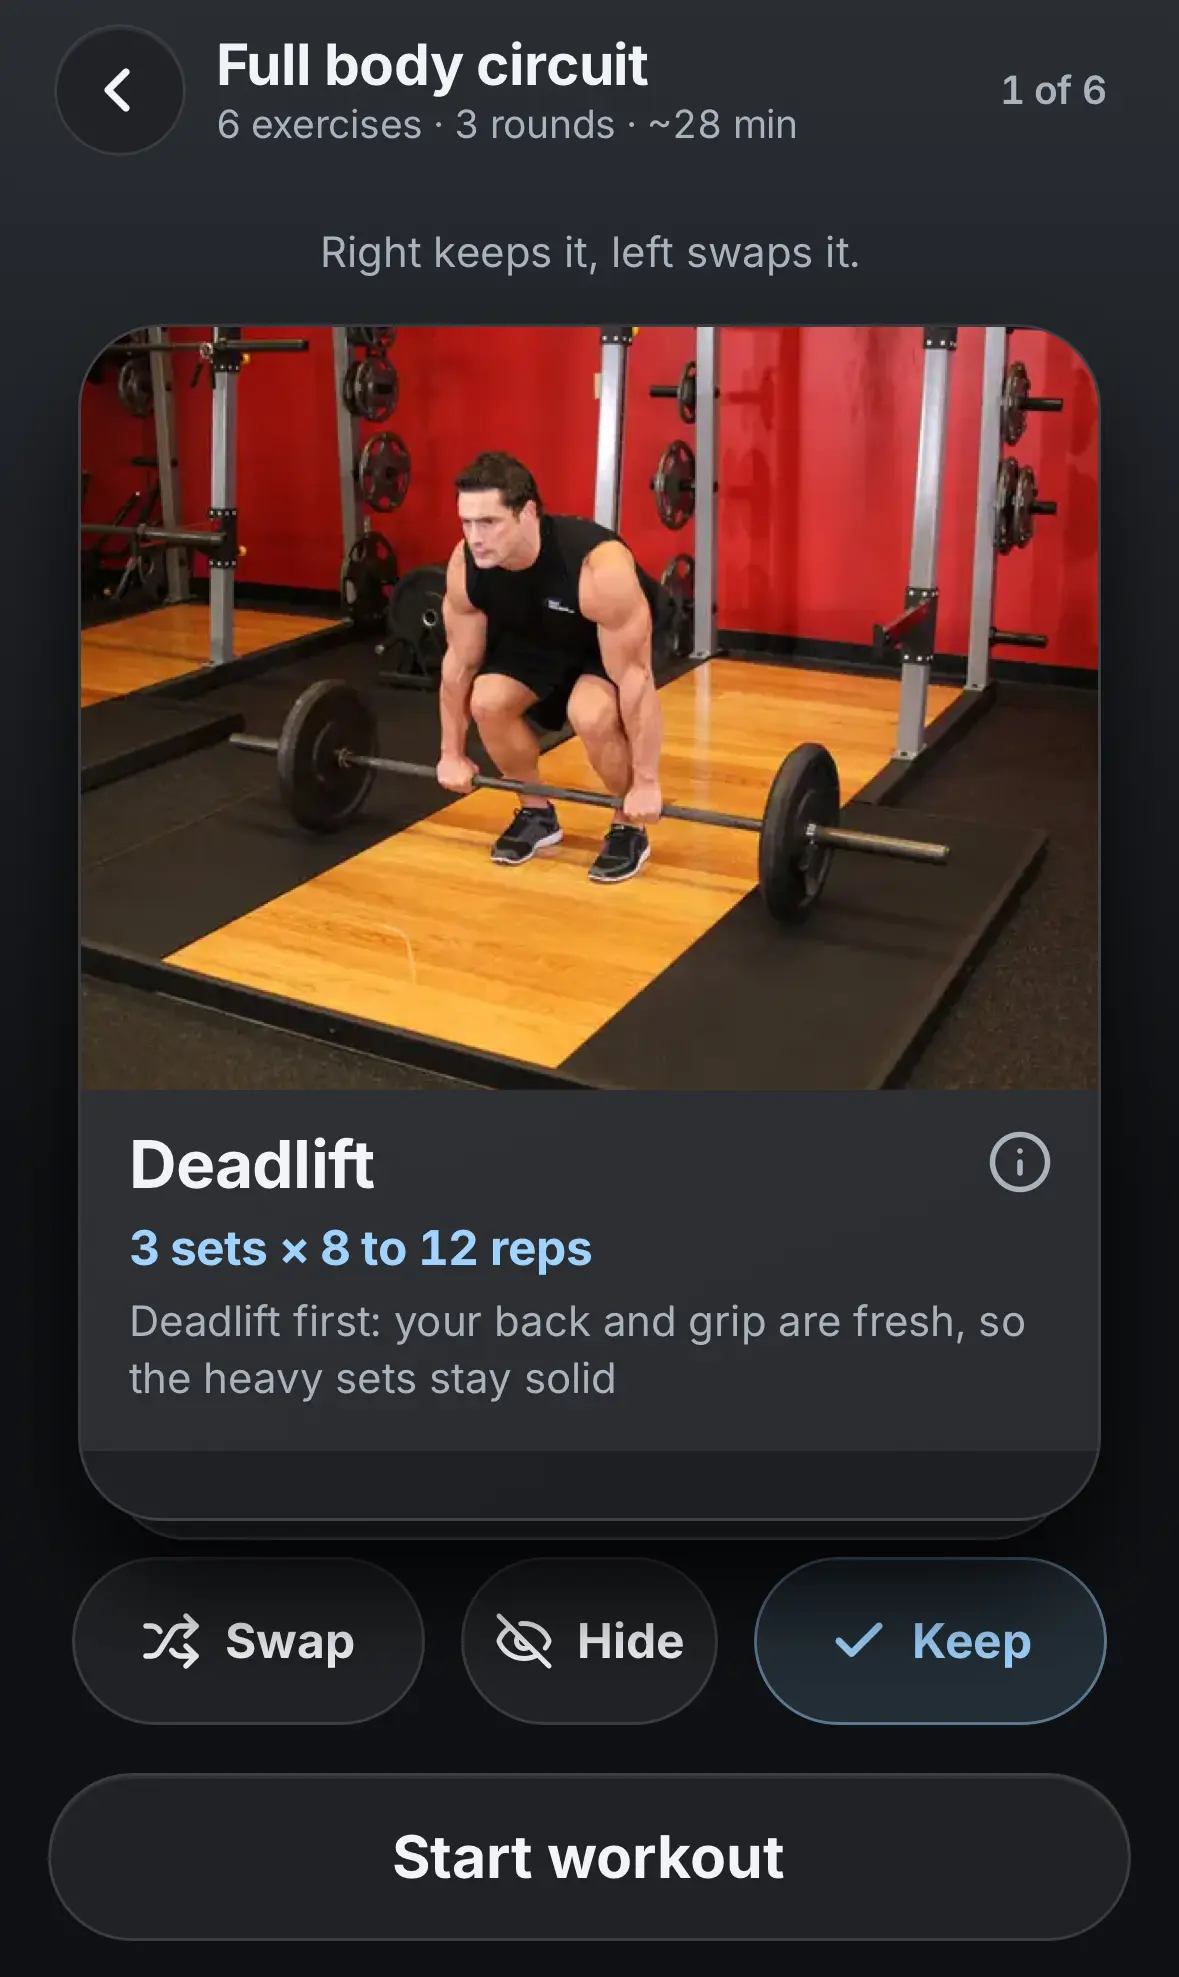 Full body circuit
6 exercises · 3 rounds · ~28 min
1 of 6
Right keeps it, left swaps it.
Deadlift
3 sets × 8 to 12 reps
Deadlift first: your back and grip are fresh, so
the heavy sets stay solid
Swap
Hide
Keep
Start workout